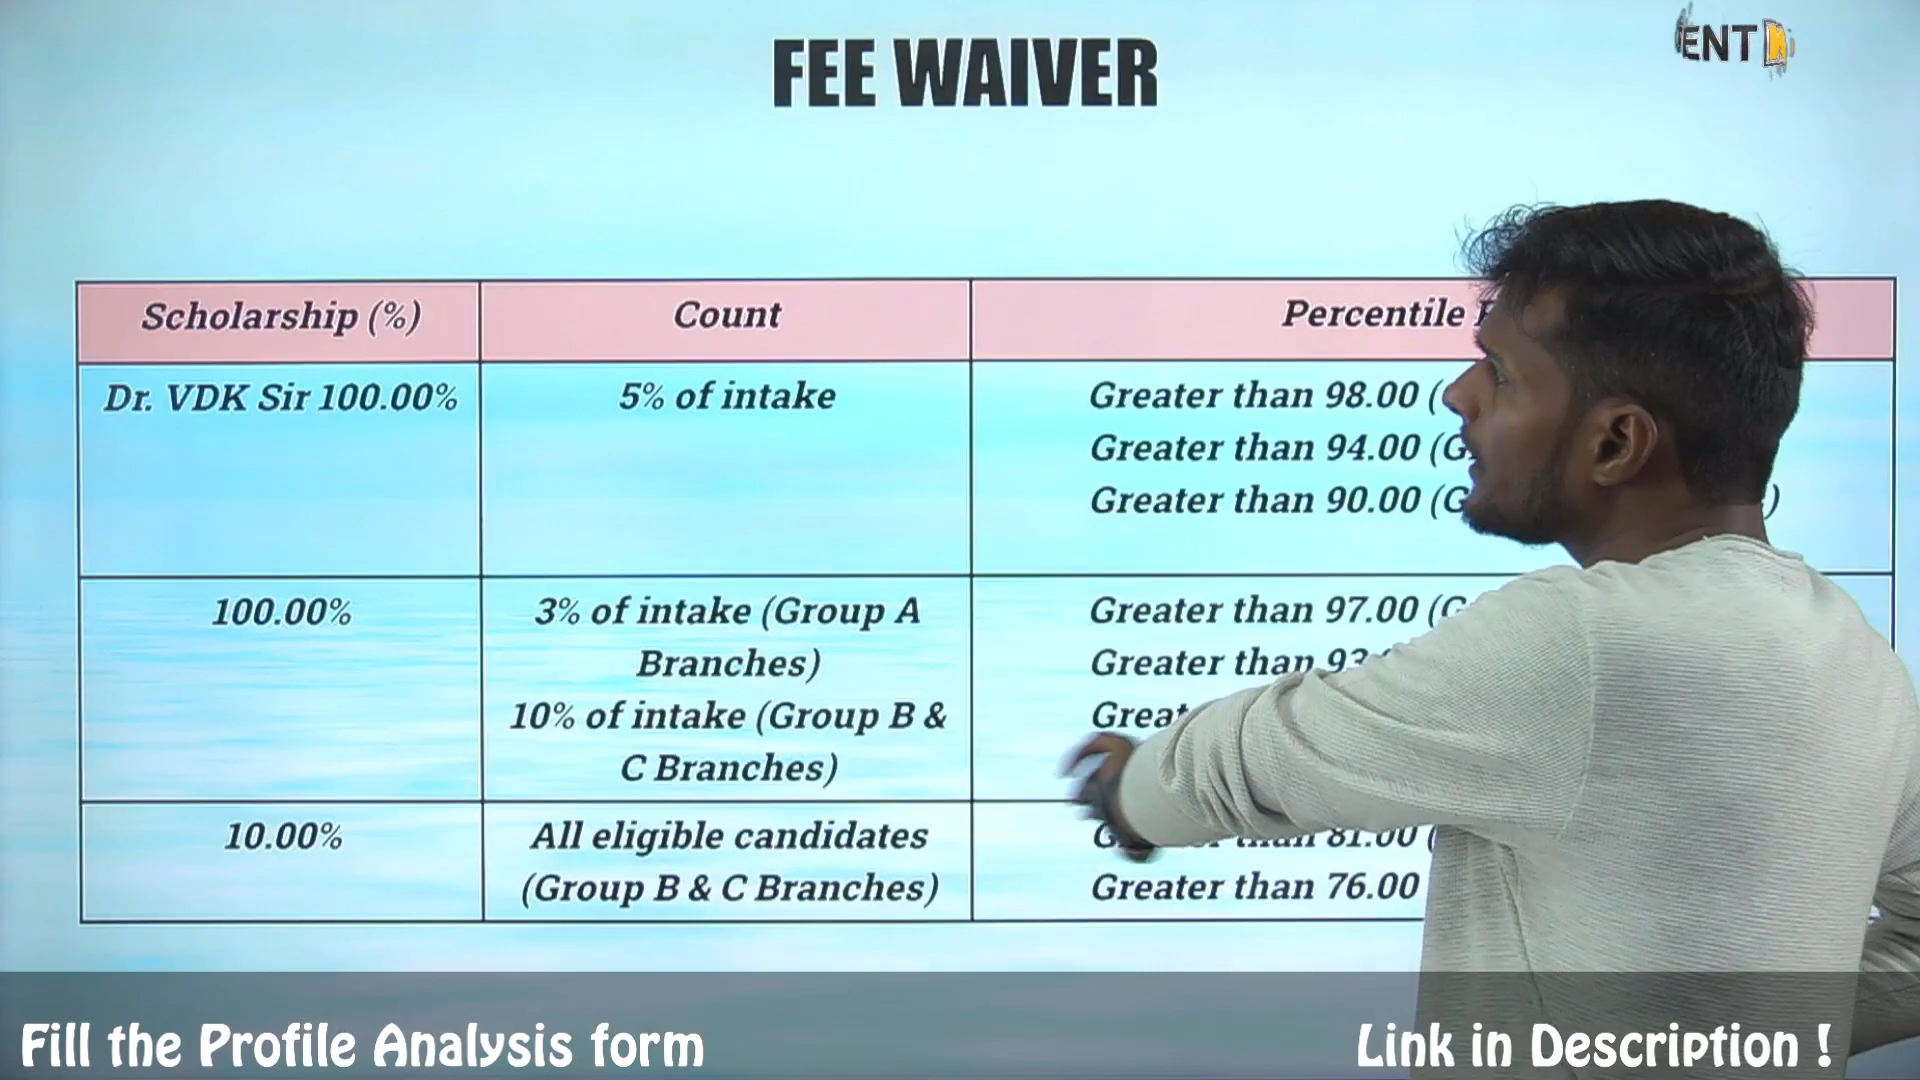 FEE WAIVER
ENT
Scholarship (%)
Count
Percentile
Dr. VDK Sir 100.00%
5% of intake
Greater than 98.00 (
Greater than 94.00 (G
Greater than 90.00 (G )
100.00%
3% of intake (Group A
Branches)
10% of intake (Group B &
C Branches)
Greater than 97.00 (G
Greater than
10.00%
All eligible candidates
(Group B & C Branches)
than 81.00 (
Greater than 76.00
Fill the Profile Analysis form
Link in Description !